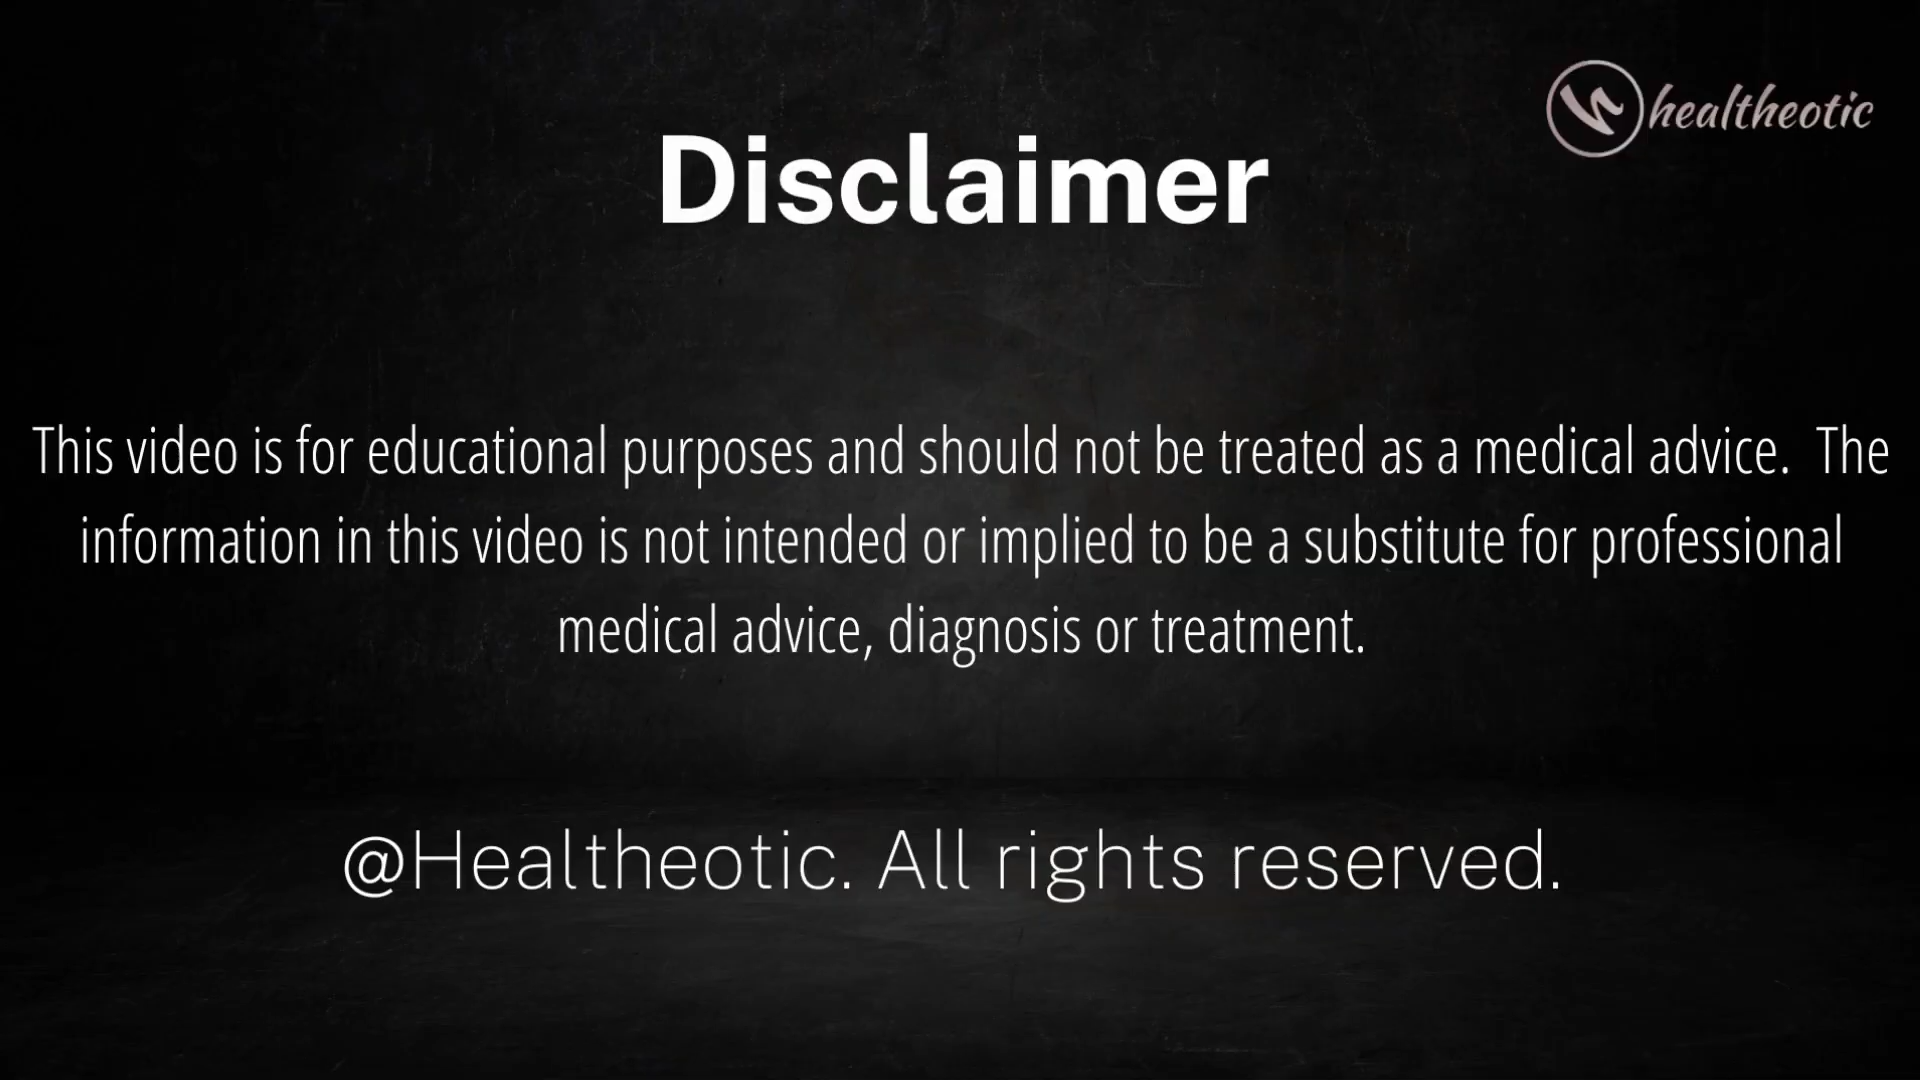 healtheotic
Disclaimer
This video is for educational purposes and should not be treated as a medical advice.  The
information in this video is not intended or implied to be a substitute for professional
medical advice, diagnosis or treatment.
@Healtheotic. All rights reserved.